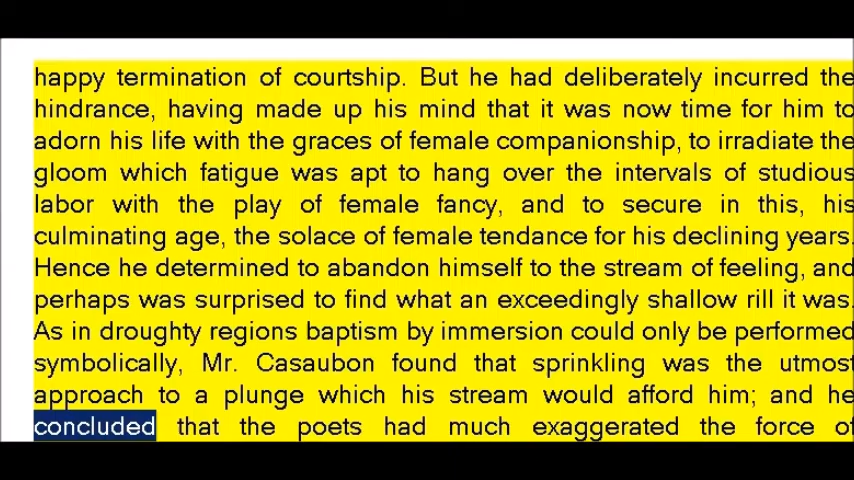 happy termination of courtship. But he had deliberately incurred the
hindrance, having made up his mind that it was now time for him to
adorn his life with the graces of female companionship, to irradiate the
gloom which fatigue was apt to hang over the intervals of studious
labor with the play of female fancy, and to secure in this, his
culminating age, the solace of female tendance for his declining years.
Hence he determined to abandon himself to the stream of feeling, and
perhaps was surprised to find what an exceedingly shallow rill it was.
As in droughty regions baptism by immersion could only be performed
symbolically, Mr. Casaubon found that sprinkling was the utmost
approach to a plunge which his stream would afford him; and he
concluded that the poets had much exaggerated the force of